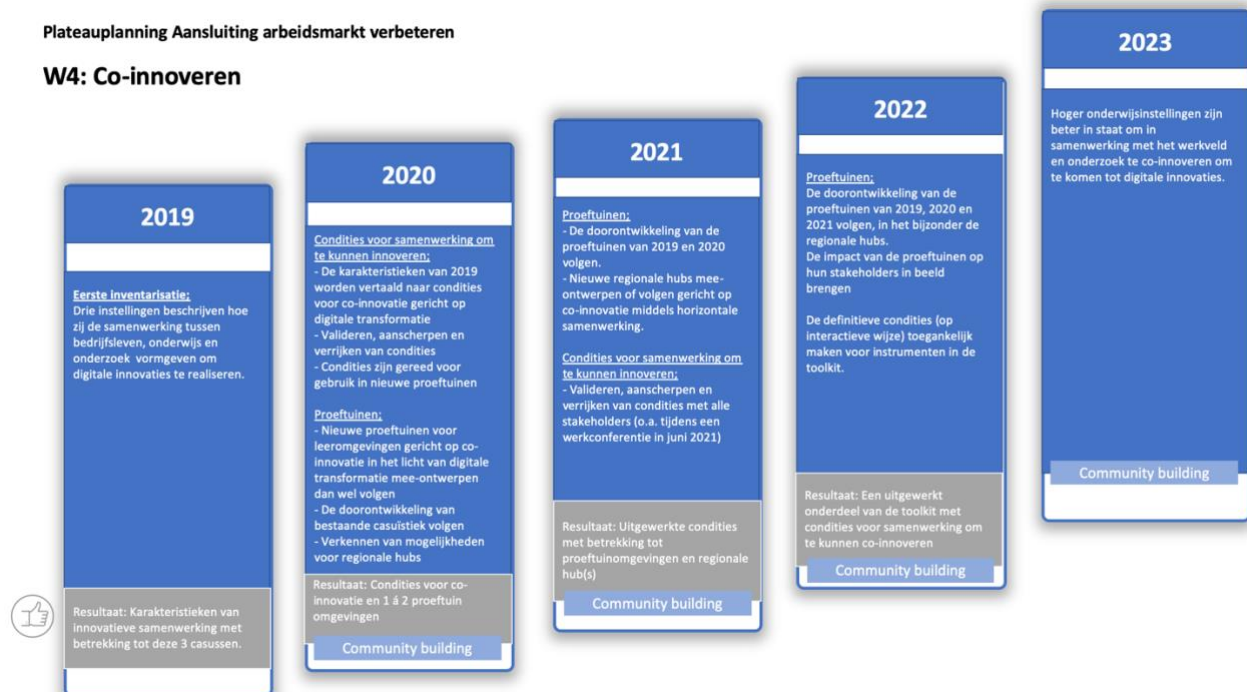 Plateauplanning Aansluiting arbeidsmarkt verbeteren
W4: Co-innoveren
2019
Eerste inventarisatie:
Drie instellingen beschrijven hoe
zij de samenwerking tussen
bedrijfsleven, onderwijs en
onderzoek vormgeven om
digitale innovaties te realiseren.
Resultaat: Karakteristieken van
innovatieve samenwerking met
betrekking tot deze 3 casussen.
2020
Condities voor samenwerking om
te kunnen innoveren:
- De karakteristieken van 2019
worden vertaald naar condities
voor co-innovatie gericht op
digitale transformatie
- Valideren, aanscherpen en
verrijken van condities
- Condities zijn gereed voor
gebruik in nieuwe proeftuinen
Proeftuinen:
- Nieuwe proeftuinen voor
leeromgevingen gericht op co-
innovatie in het licht van digitale
transformatie mee-ontwerpen
dan wel volgen
- De doorontwikkeling van
bestaande casuïstiek volgen
- Verkennen van mogelijkheden
voor regionale hubs
Resultaat: Condities voor co-
innovatie en 1 á 2 proeftuin
omgevingen
Community building
2021
Proeftuinen:
- De doorontwikkeling van de
proeftuinen van 2019 en 2020
volgen.
- Nieuwe regionale hubs mee-
ontwerpen of volgen gericht op
co-innovatie middels horizontale
samenwerking.
Condities voor samenwerking om
te kunnen innoveren:
- Valideren, aanscherpen en
verrijken van condities met alle
stakeholders (o.a. tijdens een
werkconferentie in juni 2021)
Resultaat: Uitgewerkte condities
met betrekking tot
proeftuinomgevingen en regionale
hub(s)
Community building
2022
Proeftuinen:
De doorontwikkeling van de
proeftuinen van 2019, 2020 en
2021 volgen, in het bijzonder de
regionale hubs.
De impact van de proeftuinen op
hun stakeholders in beeld
brengen
De definitieve condities (op
interactieve wijze) toegankelijk
maken voor instrumenten in de
toolkit.
Resultaat: Een uitgewerkt
onderdeel van de toolkit met
condities voor samenwerking om
te kunnen co-innoveren
Community building
2023
Hoger onderwijsinstellingen zijn
beter in staat om in
samenwerking met het werkveld
en onderzoek te co-innoveren om
te komen tot digitale innovaties.
Community building